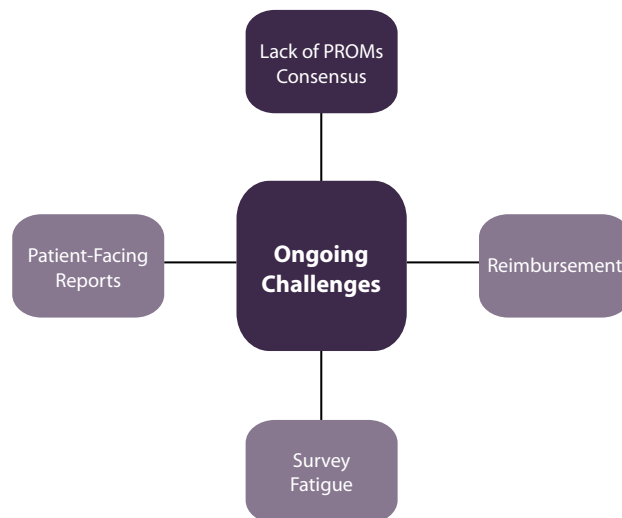 Lack of PROMs
Consensus
Patient-Facing
Reports
Ongoing
Challenges
Reimbursement
Survey
Fatigue